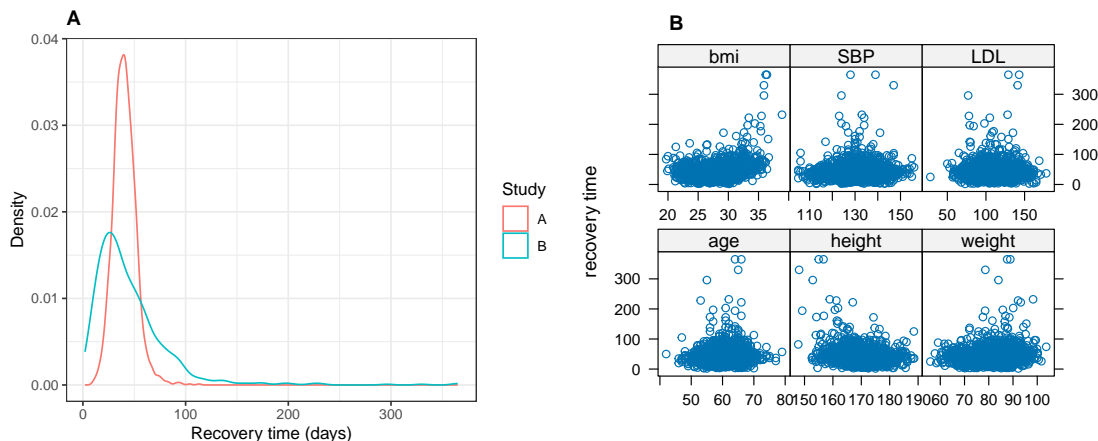 A
0.04
0.03
0.02
0.01
0.00
Density
0 100 200 300
Recovery time (days)
Study
A
B
B
bmi SBP LDL
300
200
100
0
20 25 30 35 110 130 150 50 100 150
recovery time
age height weight
300
200
100
0
50 60 70 80 150 160 170 180 190 60 70 80 90 100